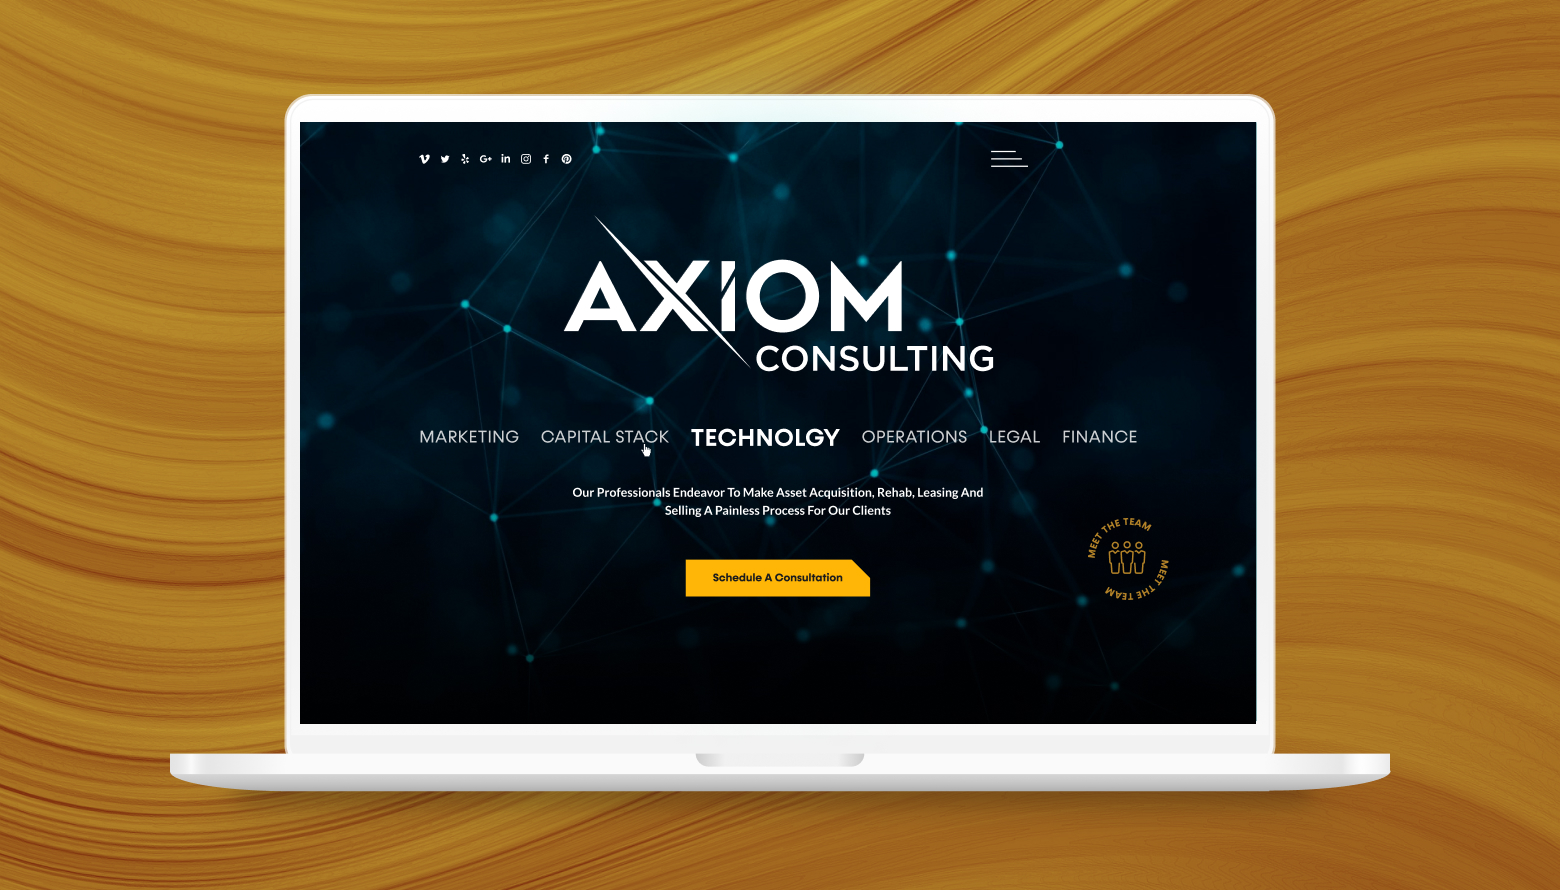 AXIOM
CONSULTING
MARKETING CAPITAL STACK TECHNOLGY OPERATIONS LEGAL FINANCE
Our Professionals Endeavor To Make Asset Acquisition, Rehab, Leasing And
Selling A Painless Process For Our Clients
Schedule A Consultation
MEET THE TEAM
MEET THE TEAM